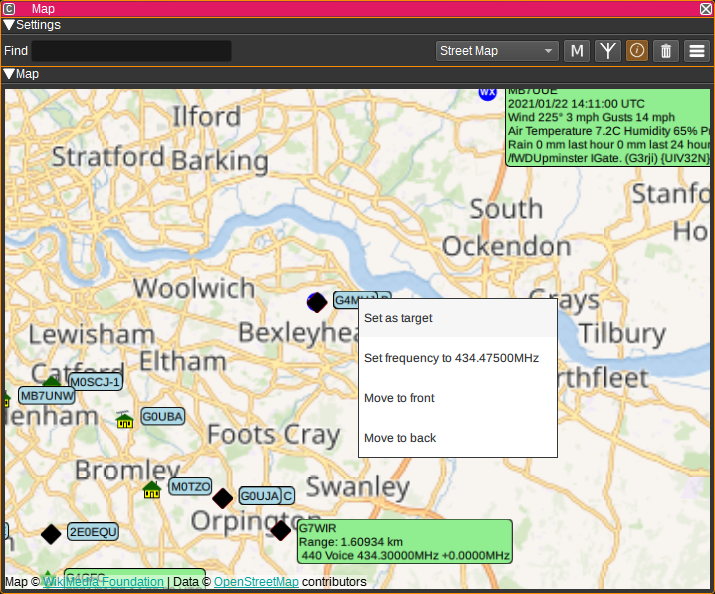 C Map
Settings
Find
Street Map
M
Map
Ilford
Stratford
Barking
WX
MB7UUE
2021/01/22 14:11:00 UTC
Wind 225° 3 mph Gusts 14 mph
Air Temperature 7.2C Humidity 65% Pr
Rain 0 mm last hour 0 mm last 24 hour
/fWDUpminster IGate. (G3rji) {UIV32N}
Stanfo
Ho
South
Ockendon
Woolwich
Grays
Bexleyhea
Tilbury
Lewisham
Eltham
Catford
rthfleet
Set as target
Set frequency to 434.47500MHz
Move to front
Move to back
M0SCJ-1
MB7UNW
enham
G0UBA
Foots Cray
Bromley
M0TZO
G0UJA C
Swanley
Orpington
2E0EQU
G7WIR
Range: 1.60934 km
440 Voice 434.30000MHz +0.0000MHz
Map © WikiMedia Foundation | Data © OpenStreetMap contributors